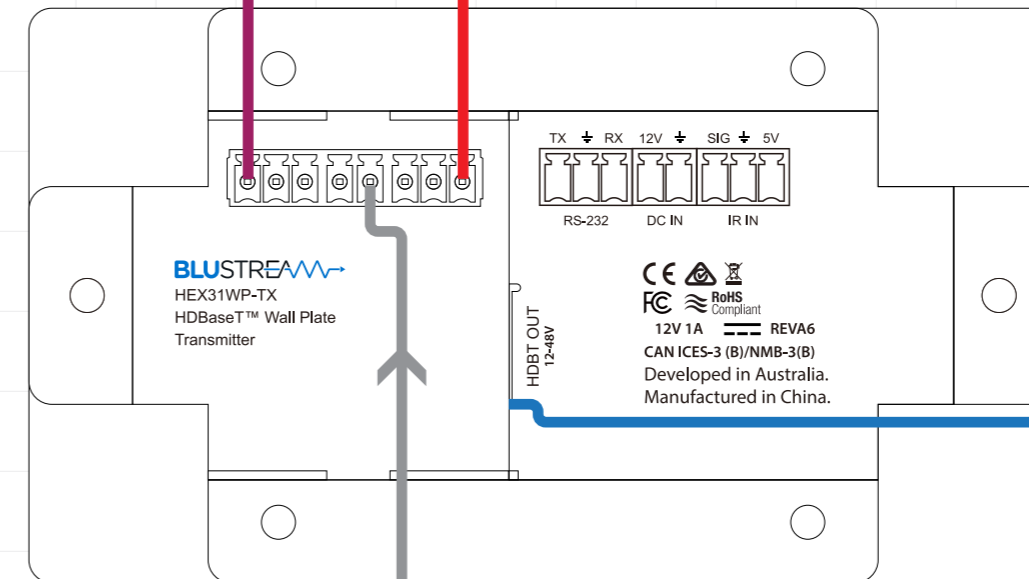 TX ⏚ RX 12V ⏚ SIG ⏚ 5V
RS-232 DC IN IR IN
BLUSTREAM
HEX31WP-TX
HDBaseT™ Wall Plate
Transmitter
HDBT OUT
12-48V
CE
FC RoHS
Compliant
12V 1A REVA6
CAN ICES-3 (B)/NMB-3(B)
Developed in Australia.
Manufactured in China.